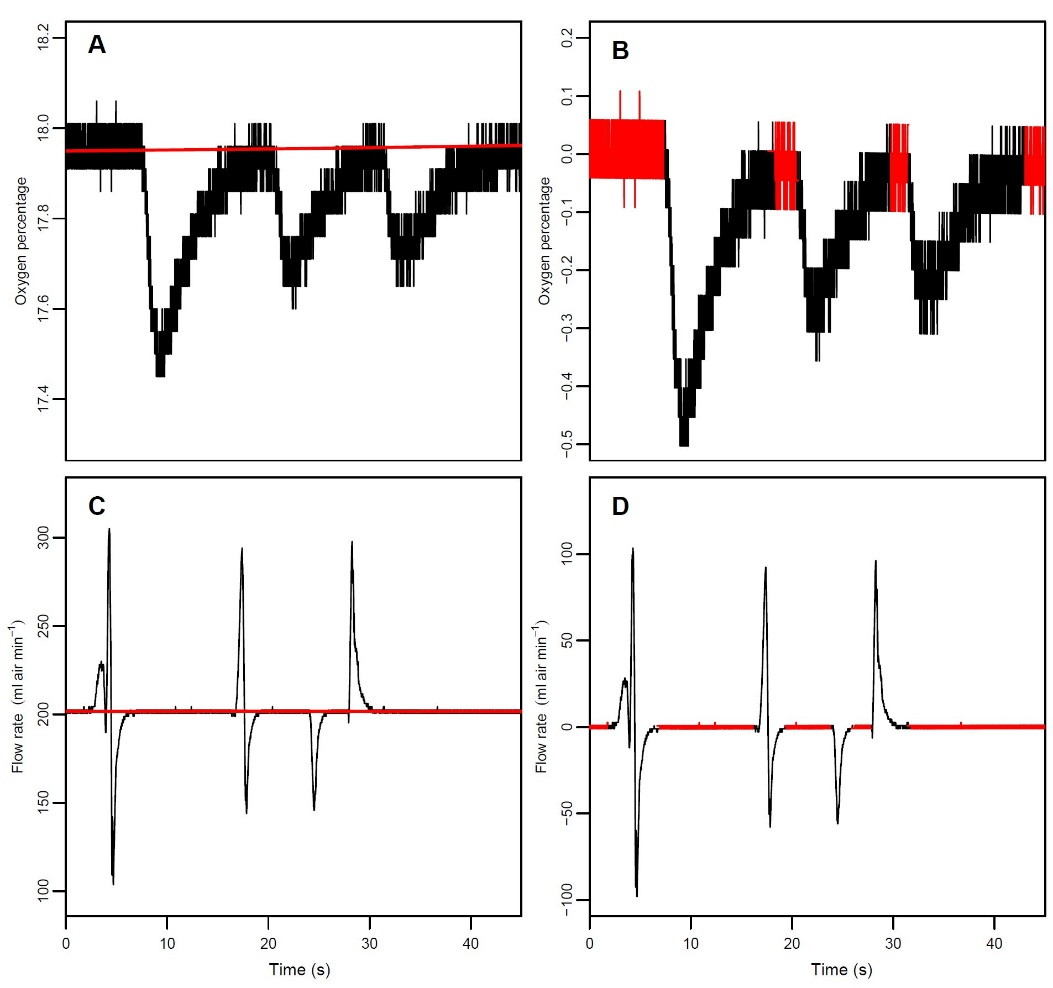 A
18.2
18.0
17.8
17.6
17.4
Oxygen percentage
B
0.2
0.1
0.0
−0.1
−0.2
−0.3
−0.4
−0.5
Oxygen percentage
C
300
250
200
150
100
Flow rate (ml air min−1)
0 10 20 30 40
Time (s)
D
100
50
0
−50
−100
Flow rate (ml air min−1)
0 10 20 30 40
Time (s)